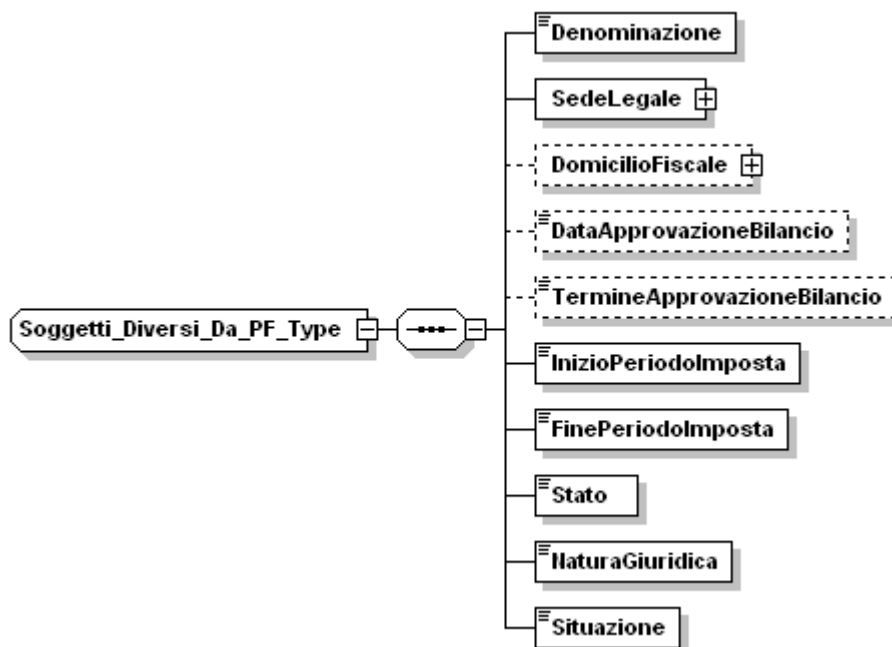 Denominazione
SedeLegale
DomicilioFiscale
DataApprovazioneBilancio
TermineApprovazioneBilancio
Soggetti_Diversi_Da_PF_Type
InizioPeriodoImposta
FinePeriodoImposta
Stato
NaturaGiuridica
Situazione